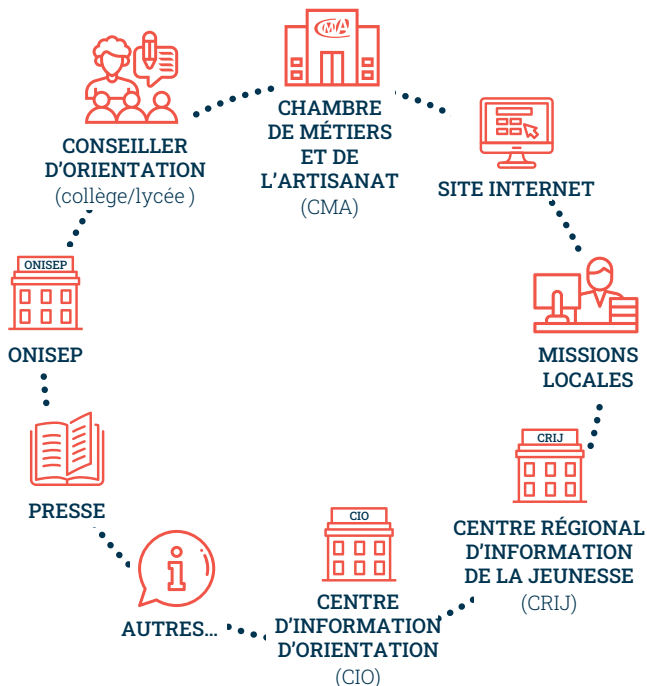 CMA
CHAMBRE
DE MÉTIERS
ET DE
L'ARTISANAT
(CMA)
SITE INTERNET
MISSIONS
LOCALES
CRIJ
CENTRE RÉGIONAL
D'INFORMATION
DE LA JEUNESSE
(CRIJ)
CIO
CENTRE
D'INFORMATION
D'ORIENTATION
(CIO)
i
AUTRES...
PRESSE
ONISEP
ONISEP
CONSEILLER
D'ORIENTATION
(collège/lycée )